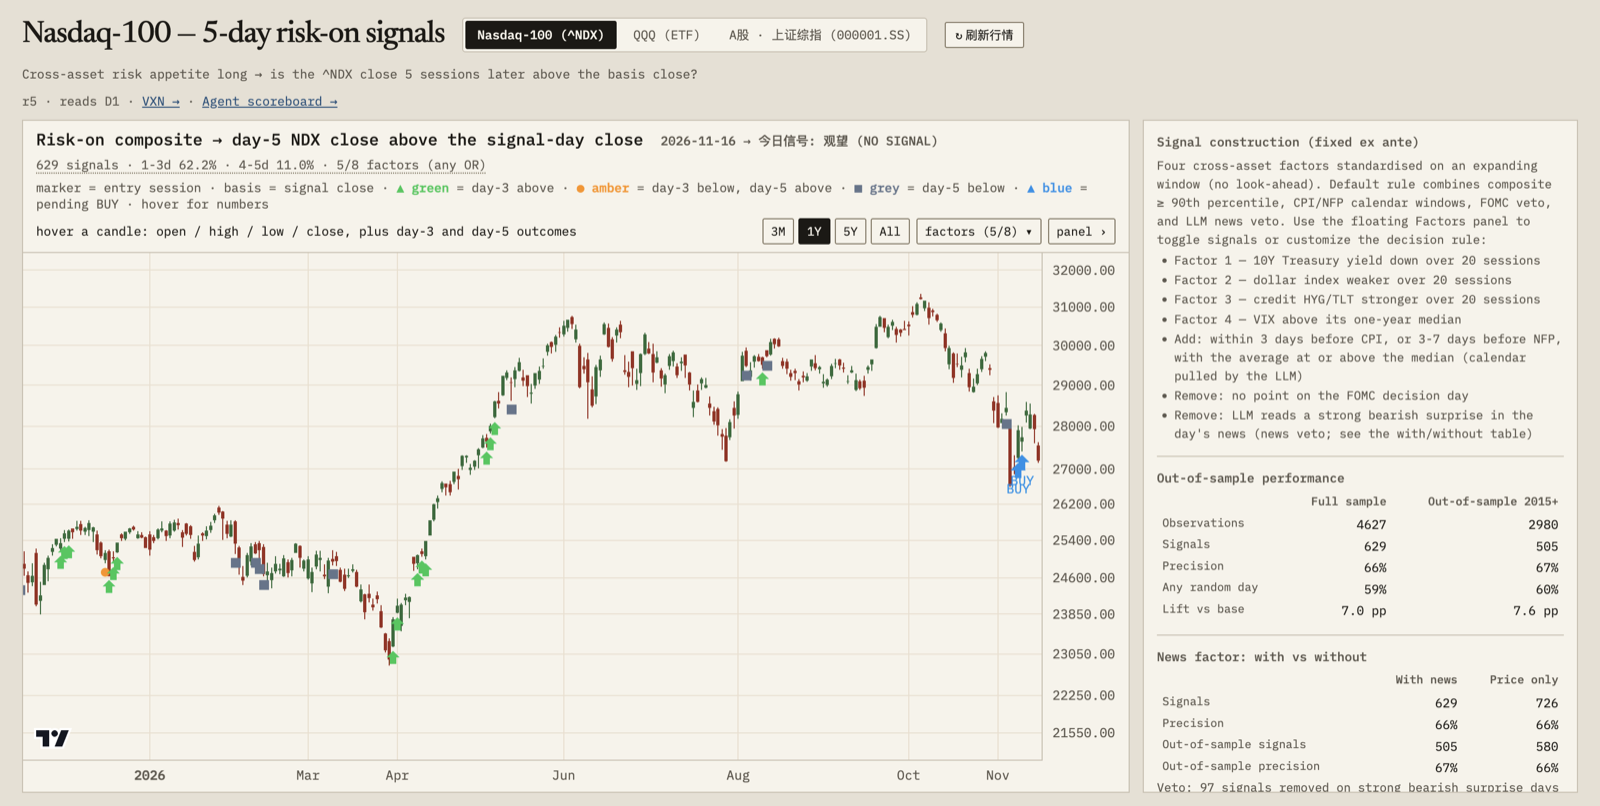 Nasdaq-100 — 5-day risk-on signals
Nasdaq-100 (^NDX) QQQ (ETF) A股 · 上证综指 (000001.SS) ↻ 刷新行情
Cross-asset risk appetite long → is the ^NDX close 5 sessions later above the basis close?
r5 · reads D1 · VXN → · Agent scoreboard →
Risk-on composite → day-5 NDX close above the signal-day close 2026-11-16 → 今日信号: 观望 (NO SIGNAL)
629 signals · 1-3d 62.2% · 4-5d 11.0% · 5/8 factors (any OR)
marker = entry session · basis = signal close · ▲ green = day-3 above · ● amber = day-3 below, day-5 above · ■ grey = day-5 below · ▲ blue =
pending BUY · hover for numbers
hover a candle: open / high / low / close, plus day-3 and day-5 outcomes
3M 1Y 5Y All factors (5/8) ▾ panel ›
32000.00
31000.00
30000.00
29000.00
28000.00
27000.00
26200.00
25400.00
24600.00
23850.00
23050.00
22250.00
21550.00
BUY
BUY
2026 Mar Apr Jun Aug Oct Nov
Signal construction (fixed ex ante)
Four cross-asset factors standardised on an expanding
window (no look-ahead). Default rule combines composite
≥ 90th percentile, CPI/NFP calendar windows, FOMC veto,
and LLM news veto. Use the floating Factors panel to
toggle signals or customize the decision rule:
• Factor 1 — 10Y Treasury yield down over 20 sessions
• Factor 2 — dollar index weaker over 20 sessions
• Factor 3 — credit HYG/TLT stronger over 20 sessions
• Factor 4 — VIX above its one-year median
• Add: within 3 days before CPI, or 3-7 days before NFP,
with the average at or above the median (calendar
pulled by the LLM)
• Remove: no point on the FOMC decision day
• Remove: LLM reads a strong bearish surprise in the
day's news (news veto; see the with/without table)
Out-of-sample performance
Full sample Out-of-sample 2015+
Observations 4627 2980
Signals 629 505
Precision 66% 67%
Any random day 59% 60%
Lift vs base 7.0 pp 7.6 pp
News factor: with vs without
With news Price only
Signals 629 726
Precision 66% 66%
Out-of-sample signals 505 580
Out-of-sample precision 67% 66%
Veto: 97 signals removed on strong bearish surprise days